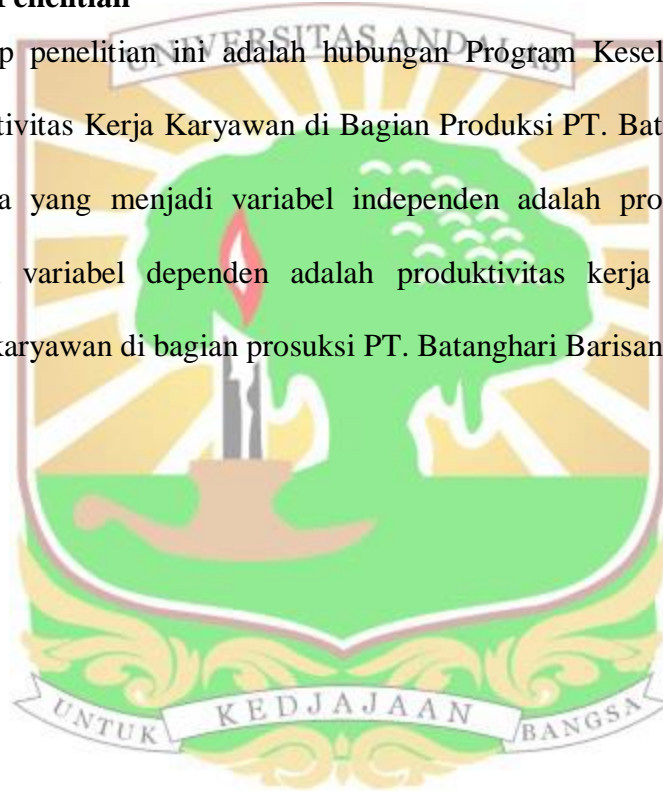 Penelitian
p penelitian ini adalah hubungan Program Kesel
UNIVERSITAS ANDALAS
tivitas Kerja Karyawan di Bagian Produksi PT. Bat
a yang menjadi variabel independen adalah pro
variabel dependen adalah produktivitas kerja
karyawan di bagian prosuksi PT. Batanghari Barisan
UNTUK KEDJAJAAN BANGSA